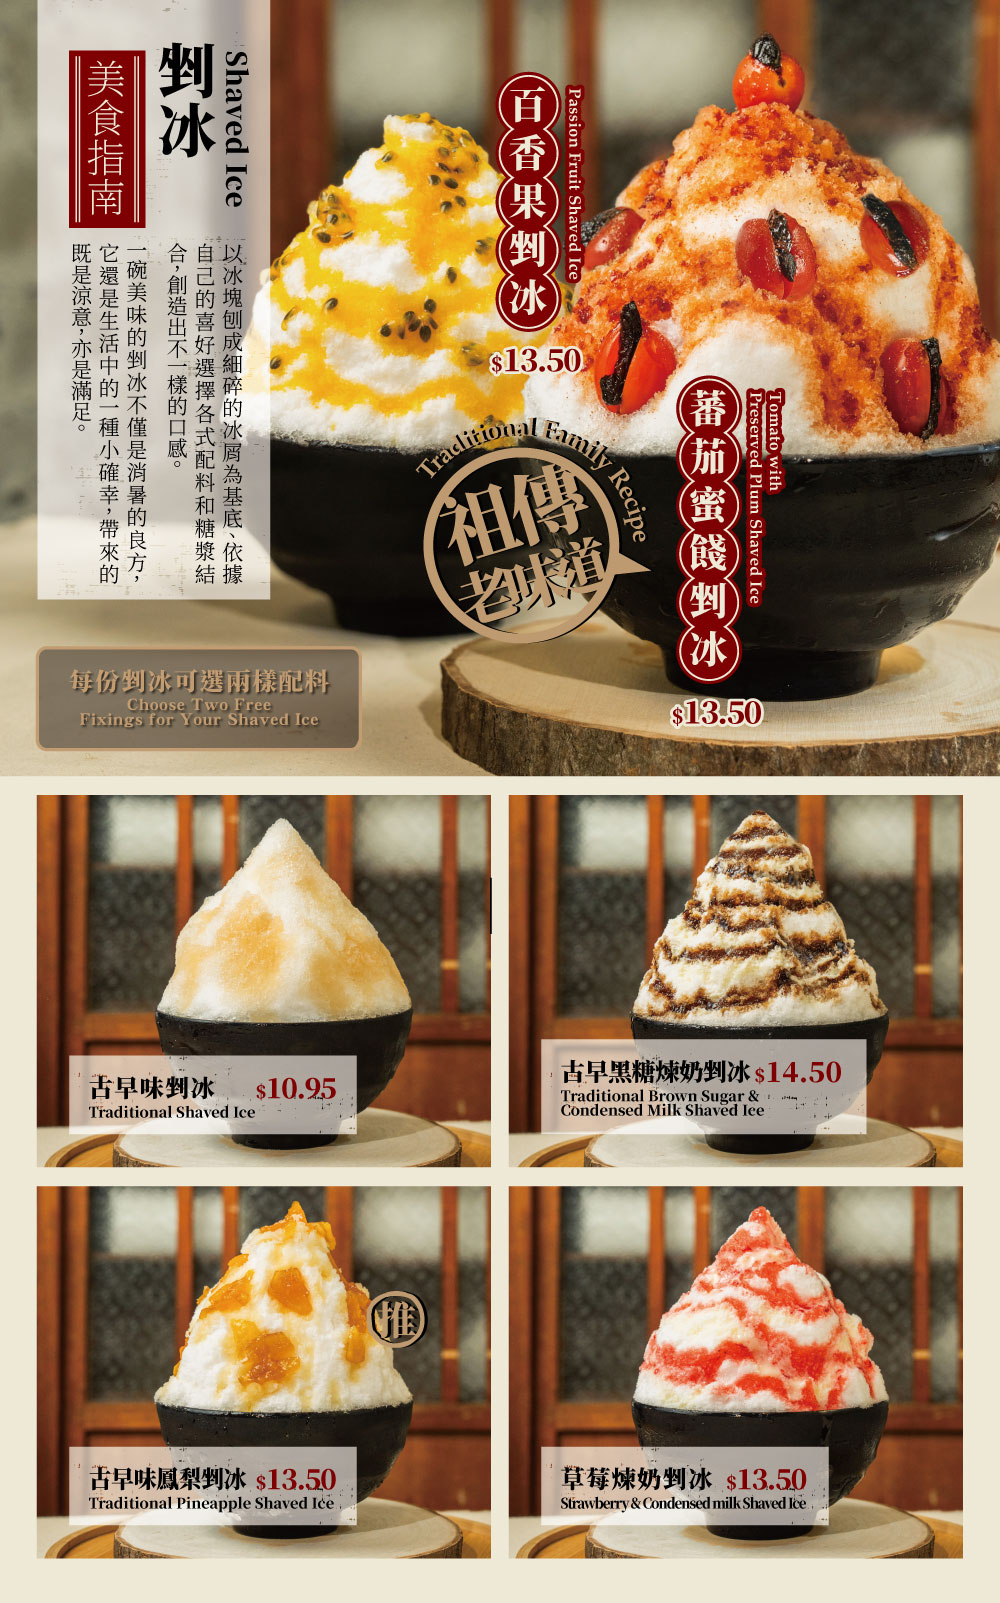 Shaved Ice
剉冰
美食指南
以冰塊刨成細碎的冰屑為基底、依據
自己的喜好選擇各式配料和糖漿結
合，創造出不一樣的口感。
一碗美味的剉冰不僅是消暑的良方，
它還是生活中的一種小確幸，帶來的
既是涼意，亦是滿足。
每份剉冰可選兩樣配料
Choose Two Free
Fixings for Your Shaved Ice
百香果剉冰
Passion Fruit Shaved Ice
$13.50
Traditional Family Recipe
祖傳
老味道
蕃茄蜜餞剉冰
Tomato with
Preserved Plum Shaved Ice
$13.50
古早味剉冰 $10.95
Traditional Shaved Ice
古早黑糖煉奶剉冰 $14.50
Traditional Brown Sugar &
Condensed Milk Shaved Ice
推
古早味鳳梨剉冰 $13.50
Traditional Pineapple Shaved Ice
草莓煉奶剉冰 $13.50
Strawberry & Condensed milk Shaved Ice